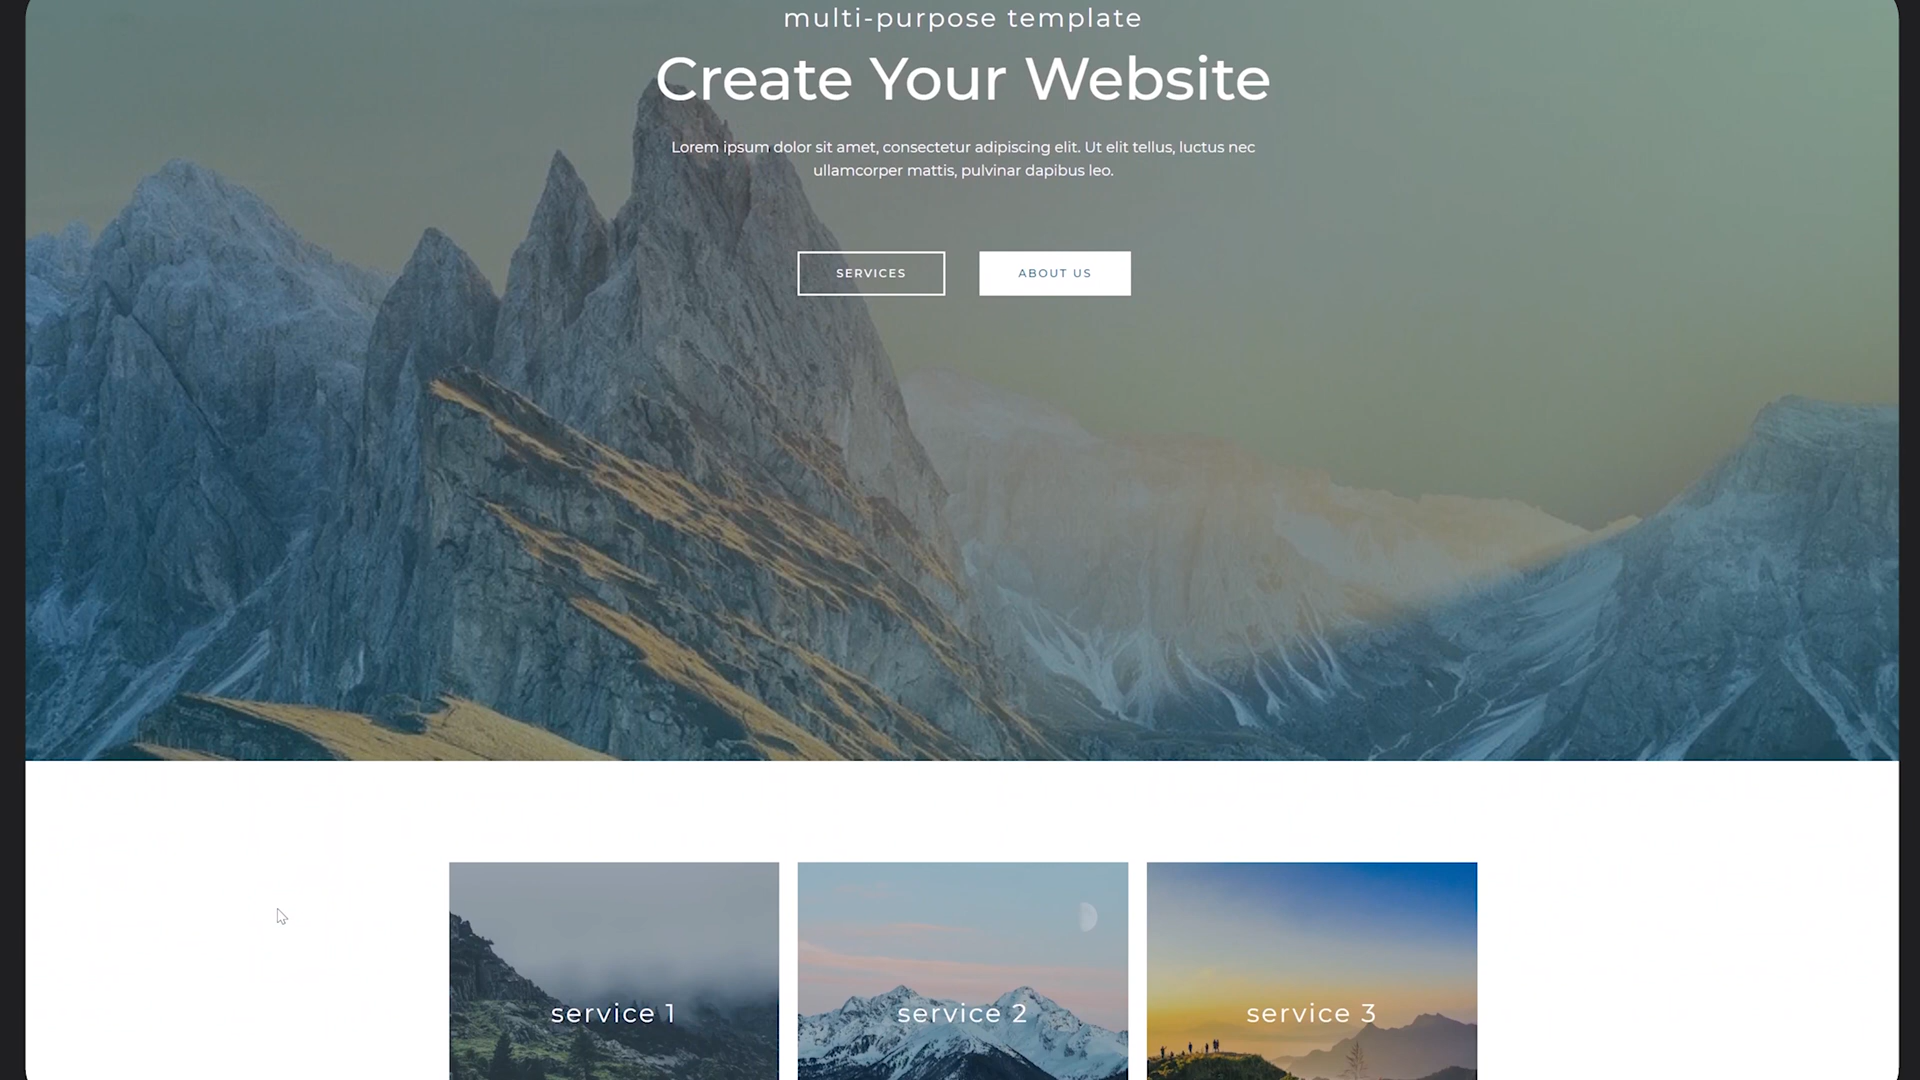 multi-purpose template
Create Your Website
Lorem ipsum dolor sit amet, consectetur adipiscing elit. Ut elit tellus, luctus nec
ullamcorper mattis, pulvinar dapibus leo.
SERVICES
ABOUT US
service 1
service 2
service 3